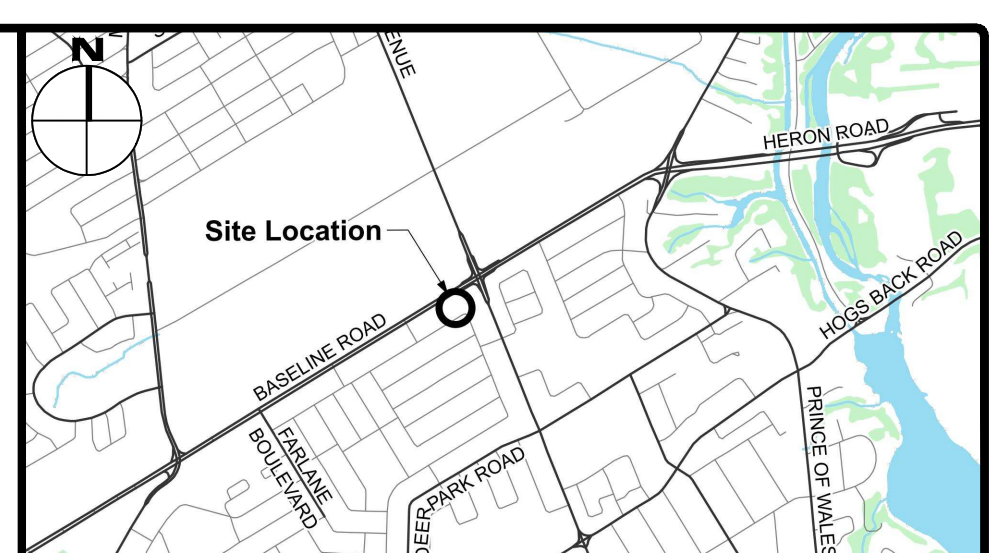 N
ENUE
HERON ROAD
Site Location
HOGS BACK ROAD
BASELINE ROAD
FARLANE
BOULEVARD
PRINCE OF WALES
DEER PARK ROAD